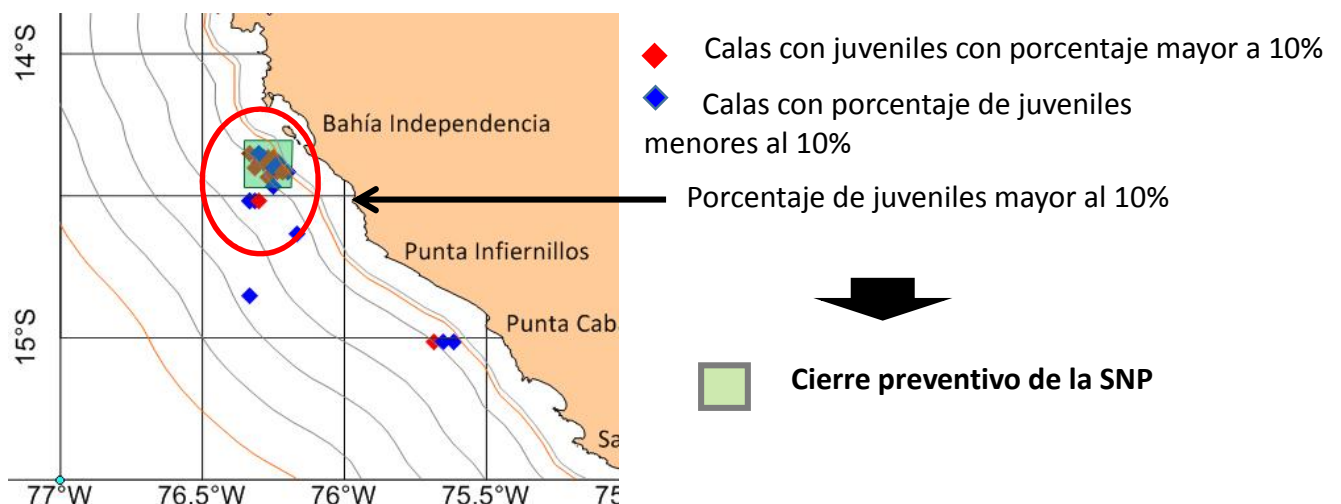 14°S
15°S
77°W
76.5°W
76°W
75.5°W
75
Bahía Independencia
Punta Infiernillos
Punta Caba
Sa
Calas con juveniles con porcentaje mayor a 10%
Calas con porcentaje de juveniles
menores al 10%
Porcentaje de juveniles mayor al 10%
Cierre preventivo de la SNP